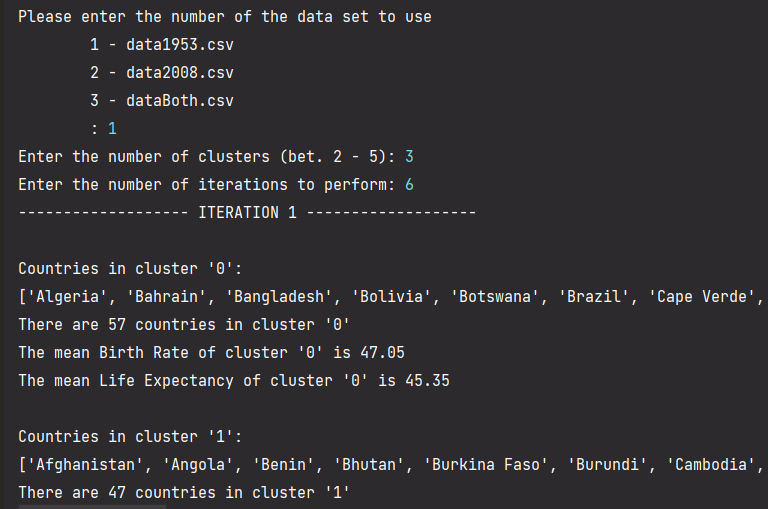 Please enter the number of the data set to use
1 - data1953.csv
2 - data2008.csv
3 - dataBoth.csv
: 1
Enter the number of clusters (bet. 2 - 5): 3
Enter the number of iterations to perform: 6
------------------- ITERATION 1 -------------------
Countries in cluster '0':
['Algeria', 'Bahrain', 'Bangladesh', 'Bolivia', 'Botswana', 'Brazil', 'Cape Verde',
There are 57 countries in cluster '0'
The mean Birth Rate of cluster '0' is 47.05
The mean Life Expectancy of cluster '0' is 45.35
Countries in cluster '1':
['Afghanistan', 'Angola', 'Benin', 'Bhutan', 'Burkina Faso', 'Burundi', 'Cambodia',
There are 47 countries in cluster '1'